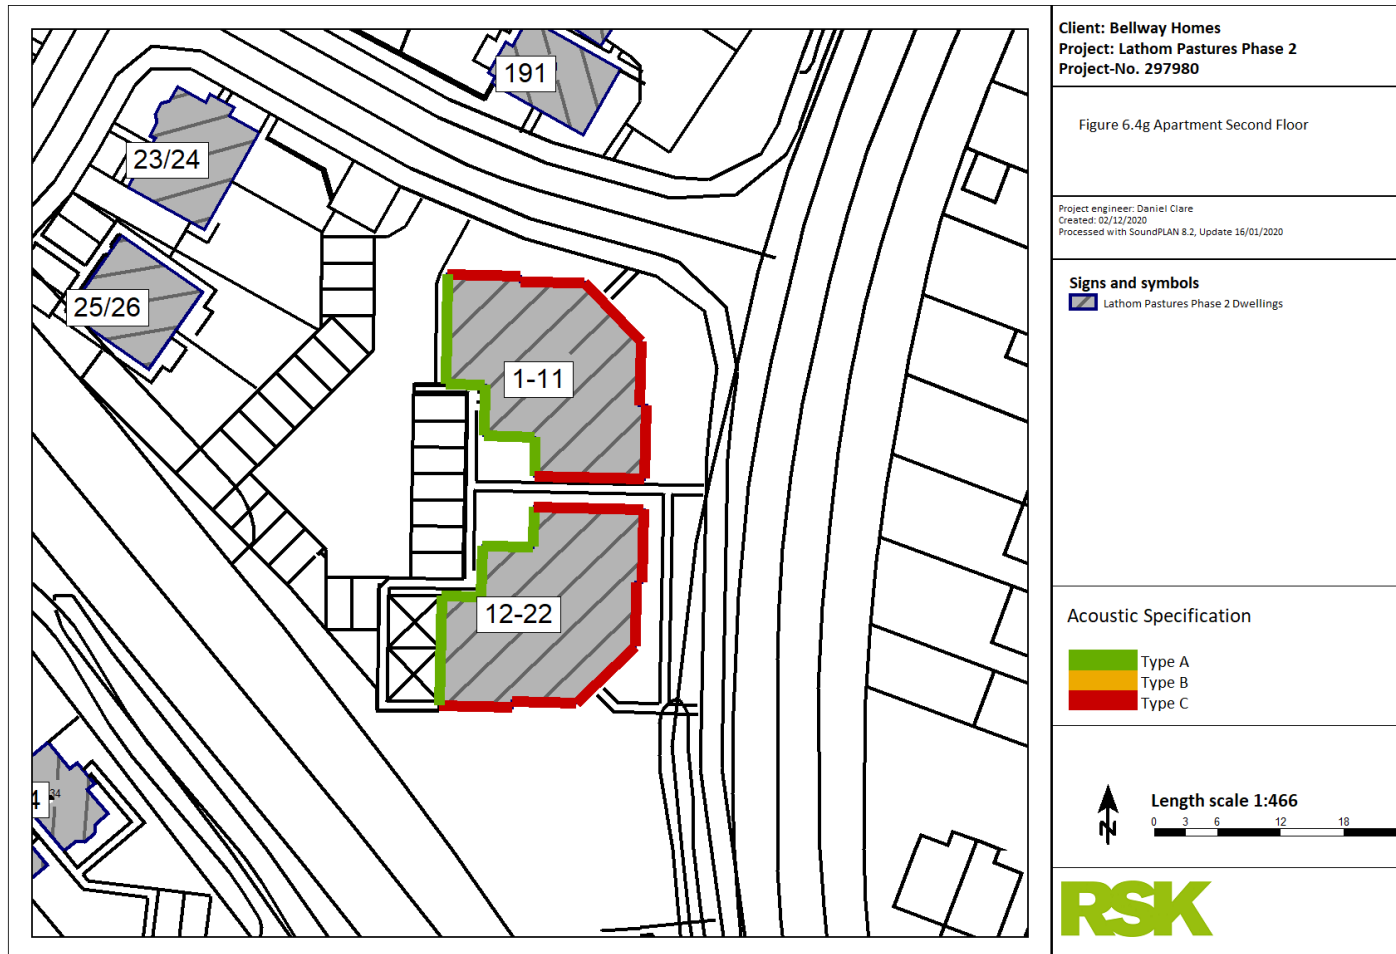 Client: Bellway Homes
Project: Lathom Pastures Phase 2
Project-No. 297980
Figure 6.4g Apartment Second Floor
Project engineer: Daniel Clare
Created: 02/12/2020
Processed with SoundPLAN 8.2, Update 16/01/2020
Signs and symbols
Lathom Pastures Phase 2 Dwellings
Acoustic Specification
Type A
Type B
Type C
N
Length scale 1:466
0 3 6 12 18
RSK
191
23/24
25/26
1-11
12-22
4
34